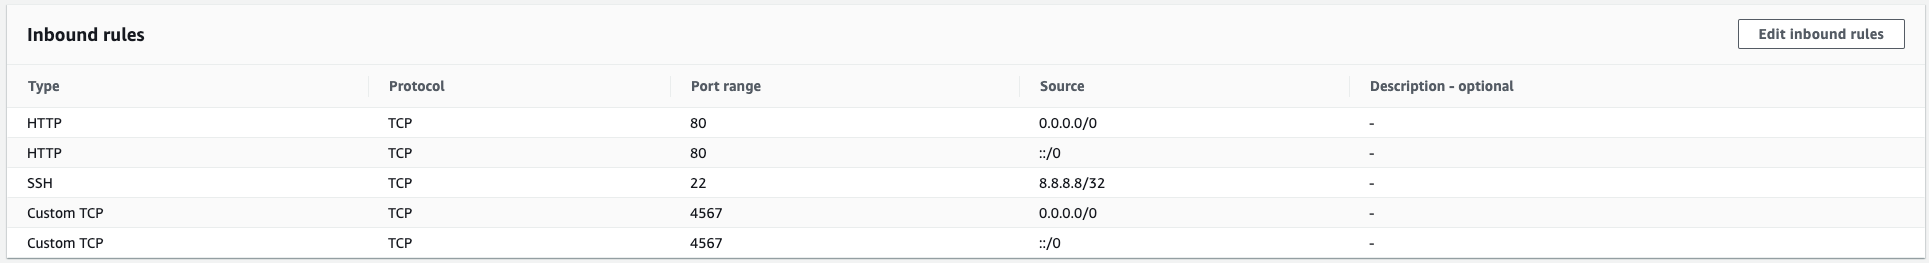 Inbound rules Edit inbound rules
Type Protocol Port range Source Description - optional
HTTP TCP 80 0.0.0.0/0 -
HTTP TCP 80 ::/0 -
SSH TCP 22 8.8.8.8/32 -
Custom TCP TCP 4567 0.0.0.0/0 -
Custom TCP TCP 4567 ::/0 -